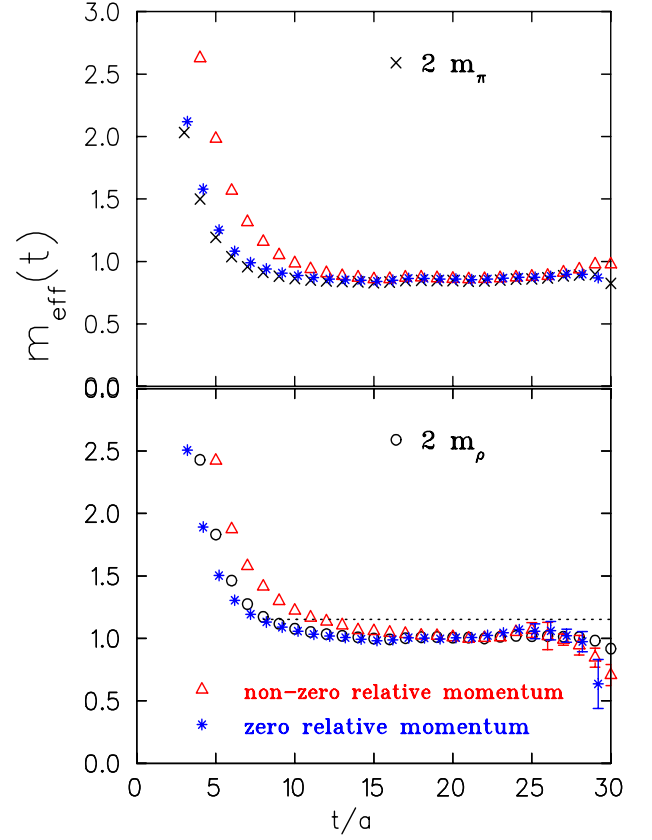 3.0
2.5
2.0
1.5
1.0
0.5
0.0
× 2 m_π
m_eff(t)
0.0
2.5
2.0
1.5
1.0
0.5
0.0
○ 2 m_ρ
△ non-zero relative momentum
* zero relative momentum
0 5 10 15 20 25 30
t/a